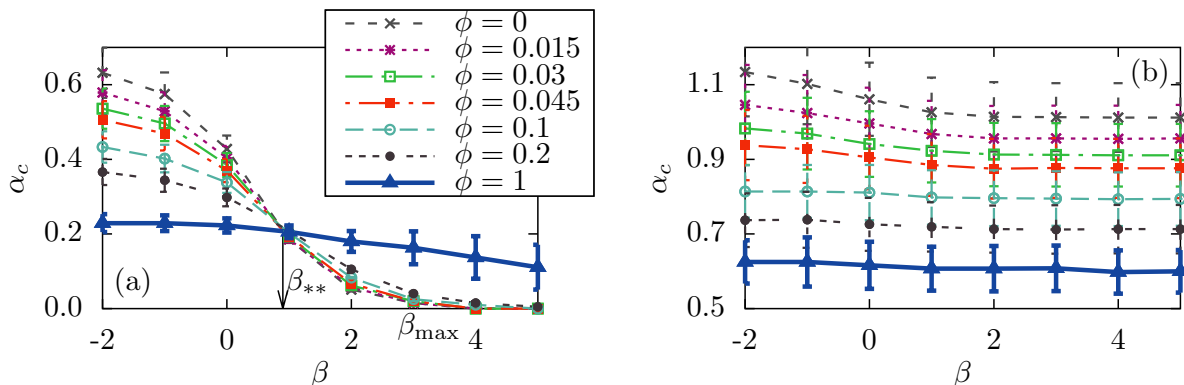 ϕ = 0
ϕ = 0.015
ϕ = 0.03
ϕ = 0.045
ϕ = 0.1
ϕ = 0.2
ϕ = 1
0.6
0.4
0.2
0.0
α_c
(a)
β_{**}
β_max
-2 0 2 4
β
(b)
1.1
0.9
0.7
0.5
α_c
-2 0 2 4
β